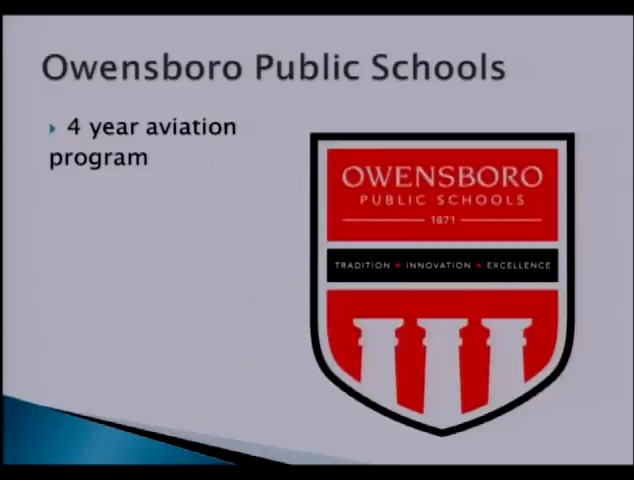 Owensboro Public Schools
4 year aviation
program
OWENSBORO
PUBLIC SCHOOLS
1871
TRADITION INNOVATION EXCELLENCE